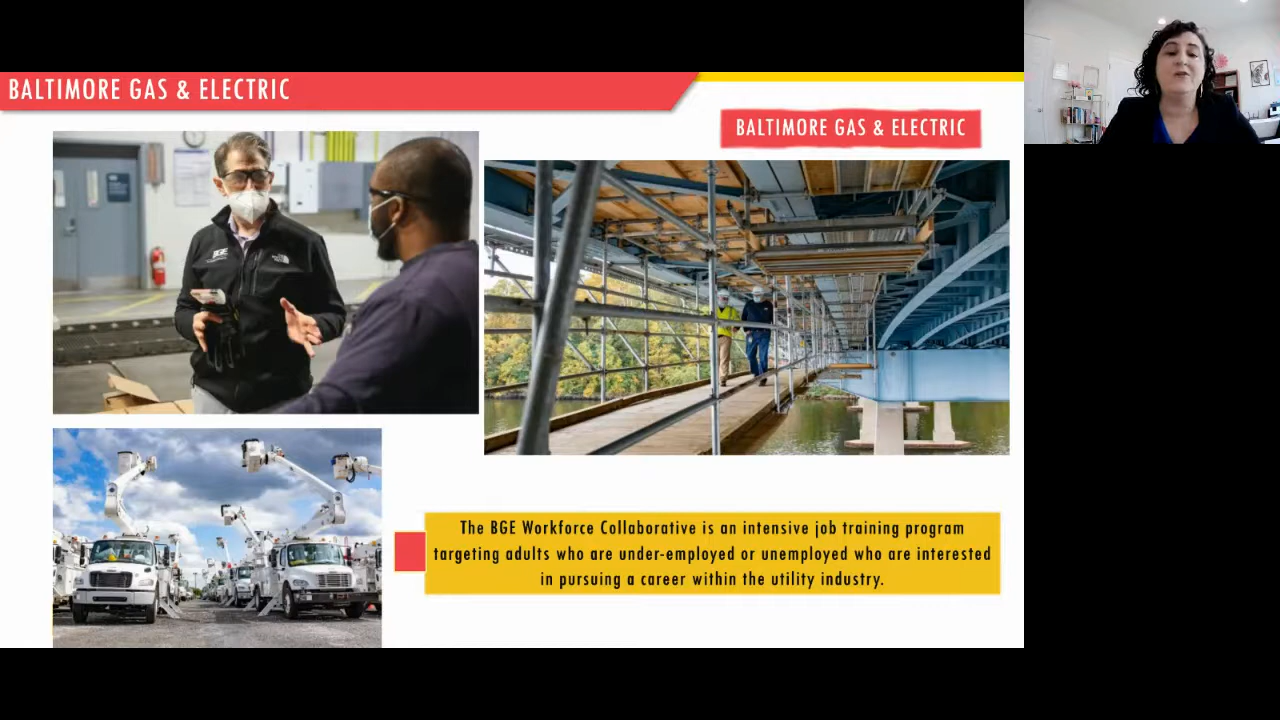 BALTIMORE GAS & ELECTRIC
BALTIMORE GAS & ELECTRIC
BGE
The BGE Workforce Collaborative is an intensive job training program
targeting adults who are under-employed or unemployed who are interested
in pursuing a career within the utility industry.